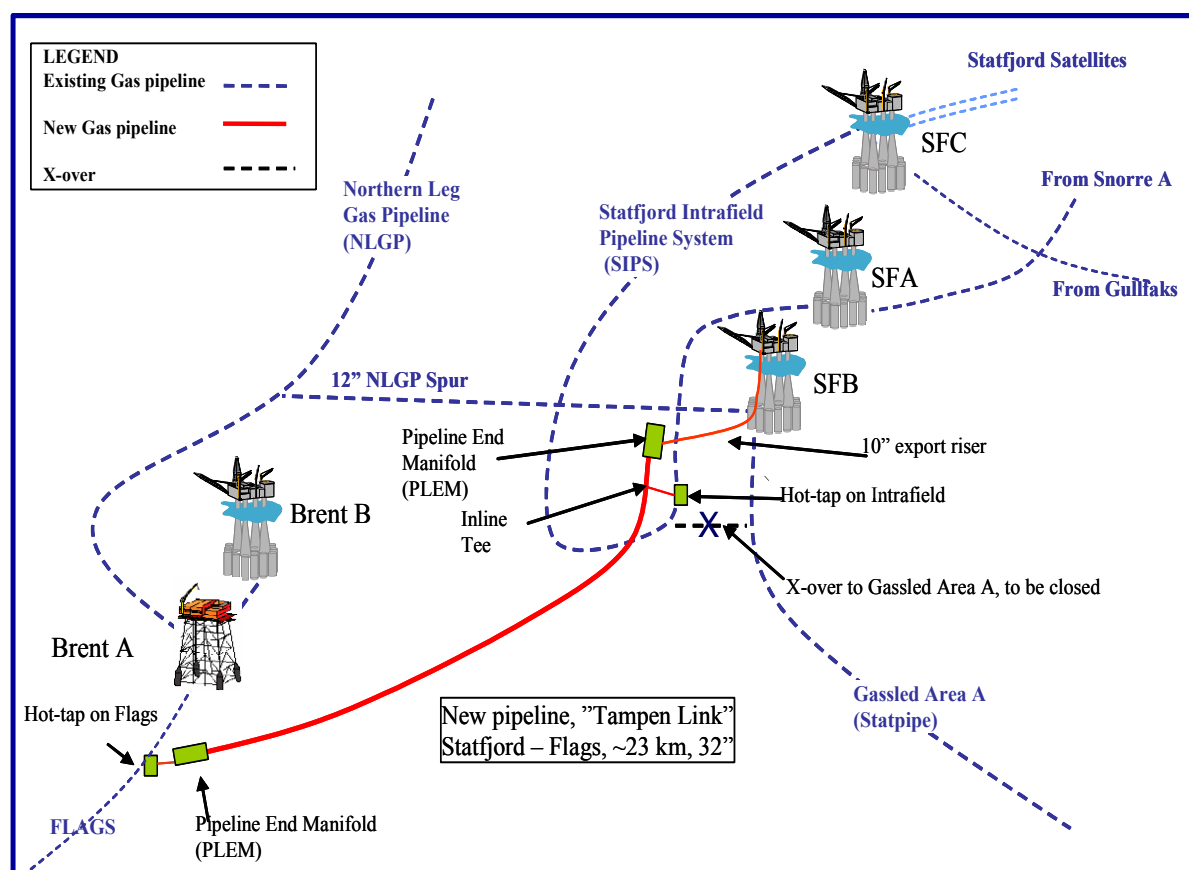 LEGEND
Existing Gas pipeline
New Gas pipeline
X-over
Statfjord Satellites
SFC
From Snorre A
Northern Leg
Gas Pipeline
(NLGP)
Statfjord Intrafield
Pipeline System
(SIPS)
SFA
From Gullfaks
12” NLGP Spur
SFB
Pipeline End
Manifold
(PLEM)
10” export riser
Hot-tap on Intrafield
Inline
Tee
X
Brent B
X-over to Gassled Area A, to be closed
Brent A
Gassled Area A
(Statpipe)
Hot-tap on Flags
New pipeline, ”Tampen Link”
Statfjord – Flags, ~23 km, 32”
FLAGS
Pipeline End Manifold
(PLEM)